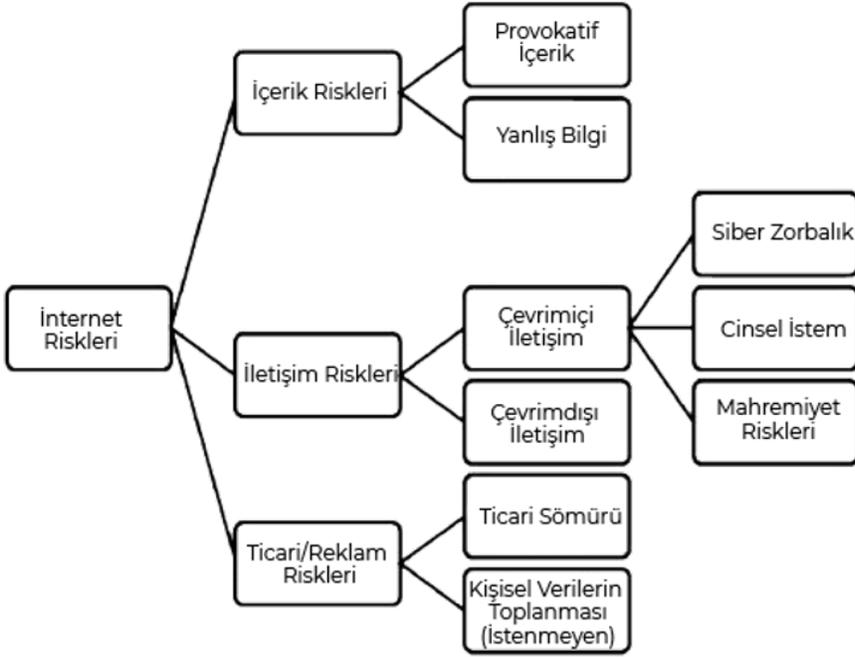 İnternet
Riskleri
İçerik Riskleri
Provokatif
İçerik
Yanlış Bilgi
İletişim Riskleri
Çevrimiçi
İletişim
Siber Zorbalık
Cinsel İstem
Mahremiyet
Riskleri
Çevrimdışı
İletişim
Ticari/Reklam
Riskleri
Ticari Sömürü
Kişisel Verilerin
Toplanması
(İstenmeyen)